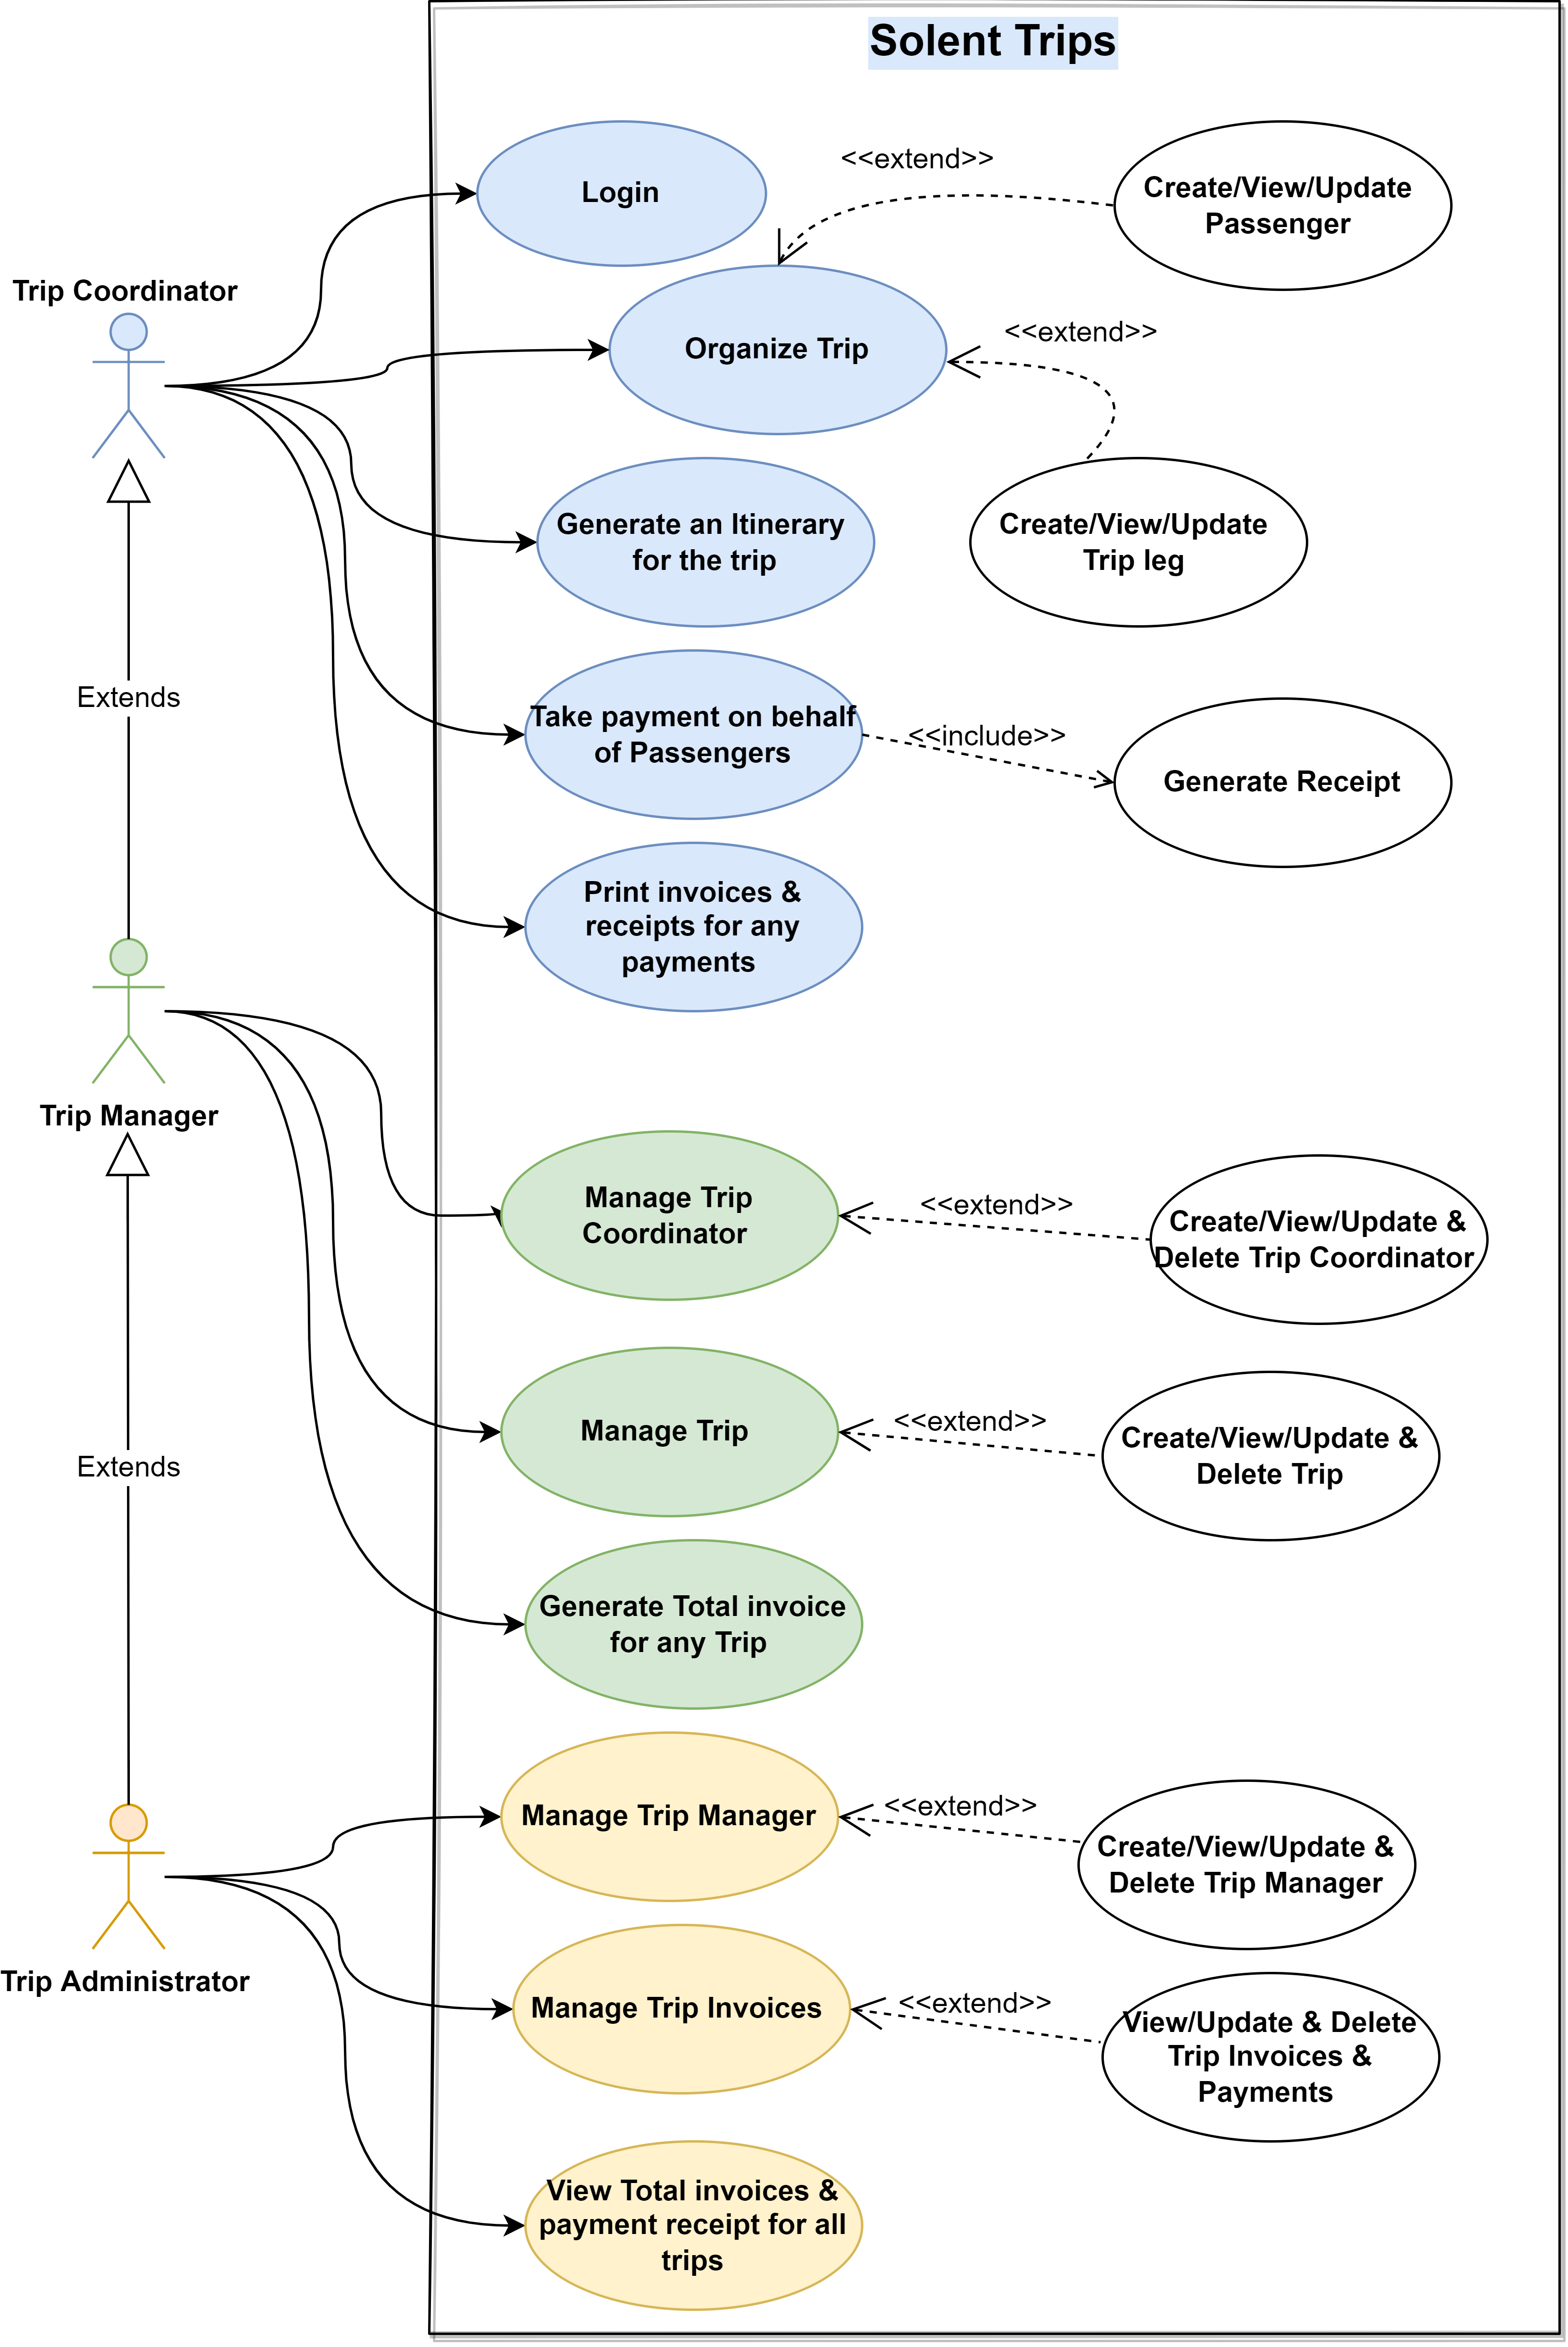 Solent Trips
Login
<<extend>>
Create/View/Update
Passenger
Trip Coordinator
Organize Trip
<<extend>>
Generate an Itinerary
for the trip
Create/View/Update
Trip leg
Extends
Take payment on behalf
of Passengers
<<include>>
Generate Receipt
Print invoices &
receipts for any
payments
Trip Manager
Manage Trip
Coordinator
<<extend>>
Create/View/Update &
Delete Trip Coordinator
Manage Trip
<<extend>>
Create/View/Update &
Delete Trip
Extends
Generate Total invoice
for any Trip
Manage Trip Manager
<<extend>>
Create/View/Update &
Delete Trip Manager
Trip Administrator
Manage Trip Invoices
<<extend>>
View/Update & Delete
Trip Invoices &
Payments
View Total invoices &
payment receipt for all
trips